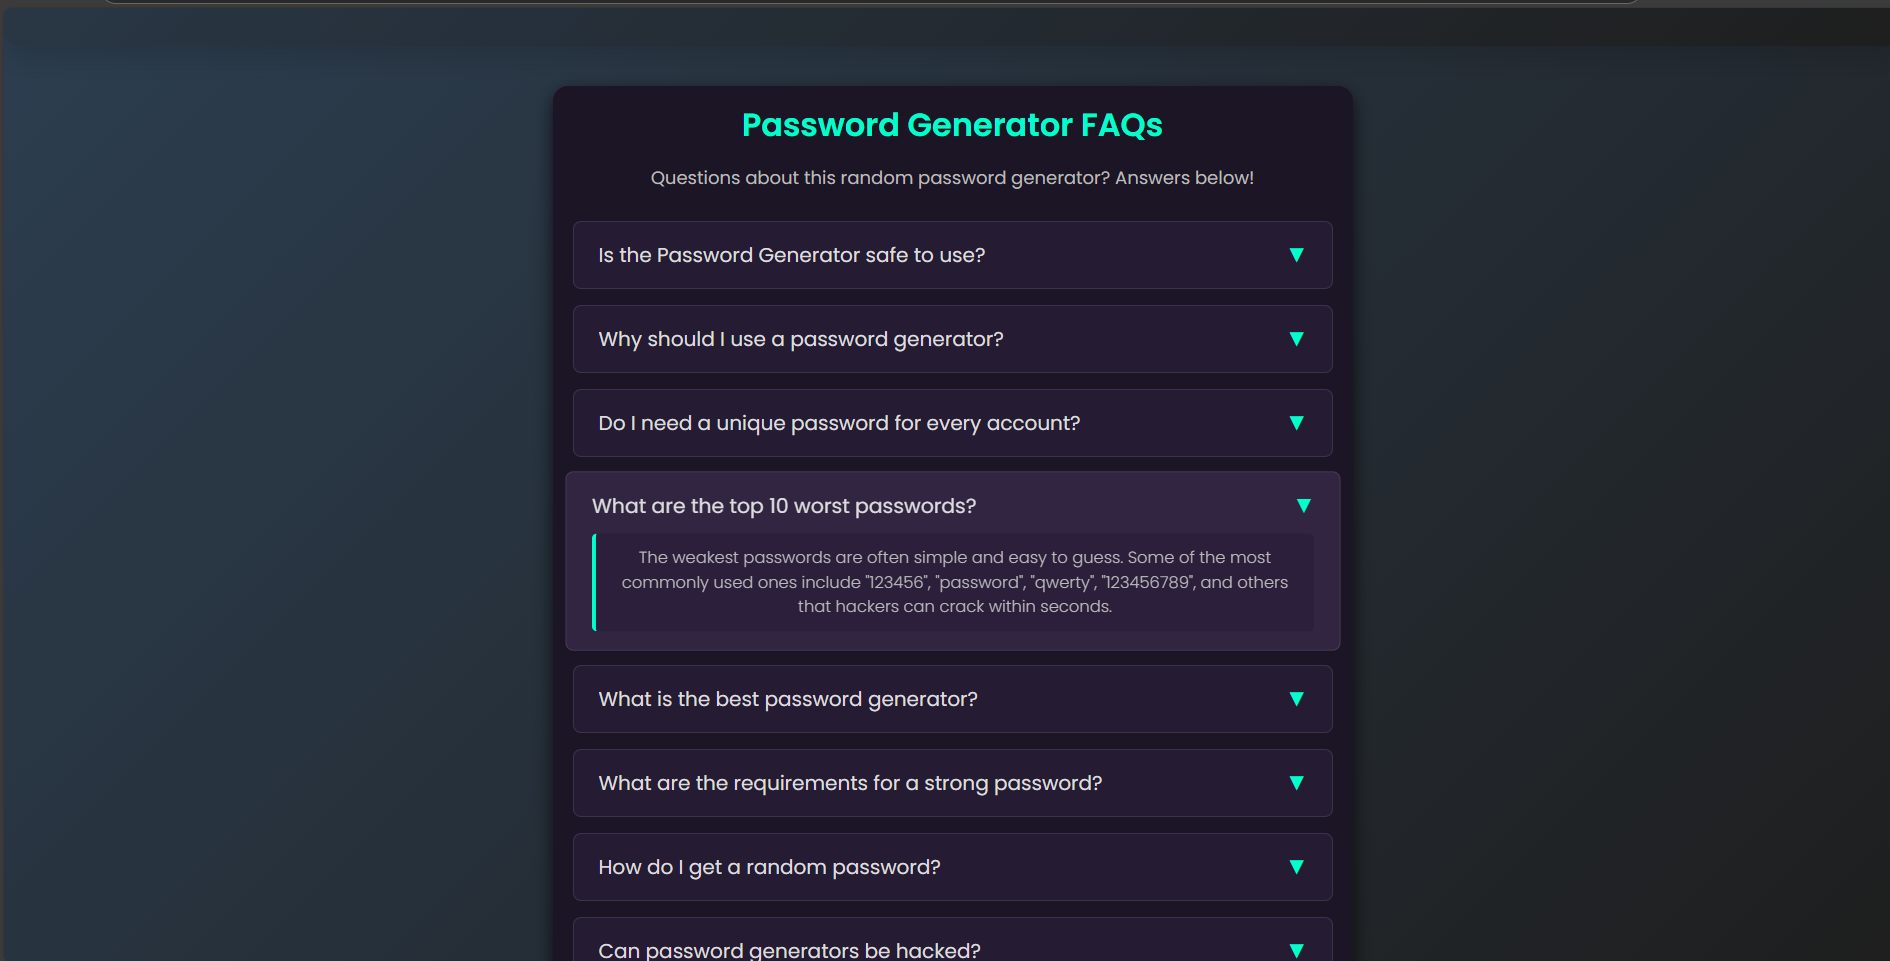 Password Generator FAQs
Questions about this random password generator? Answers below!
Is the Password Generator safe to use?
Why should I use a password generator?
Do I need a unique password for every account?
What are the top 10 worst passwords?
The weakest passwords are often simple and easy to guess. Some of the most
commonly used ones include "123456", "password", "qwerty", "123456789", and others
that hackers can crack within seconds.
What is the best password generator?
What are the requirements for a strong password?
How do I get a random password?
Can password generators be hacked?